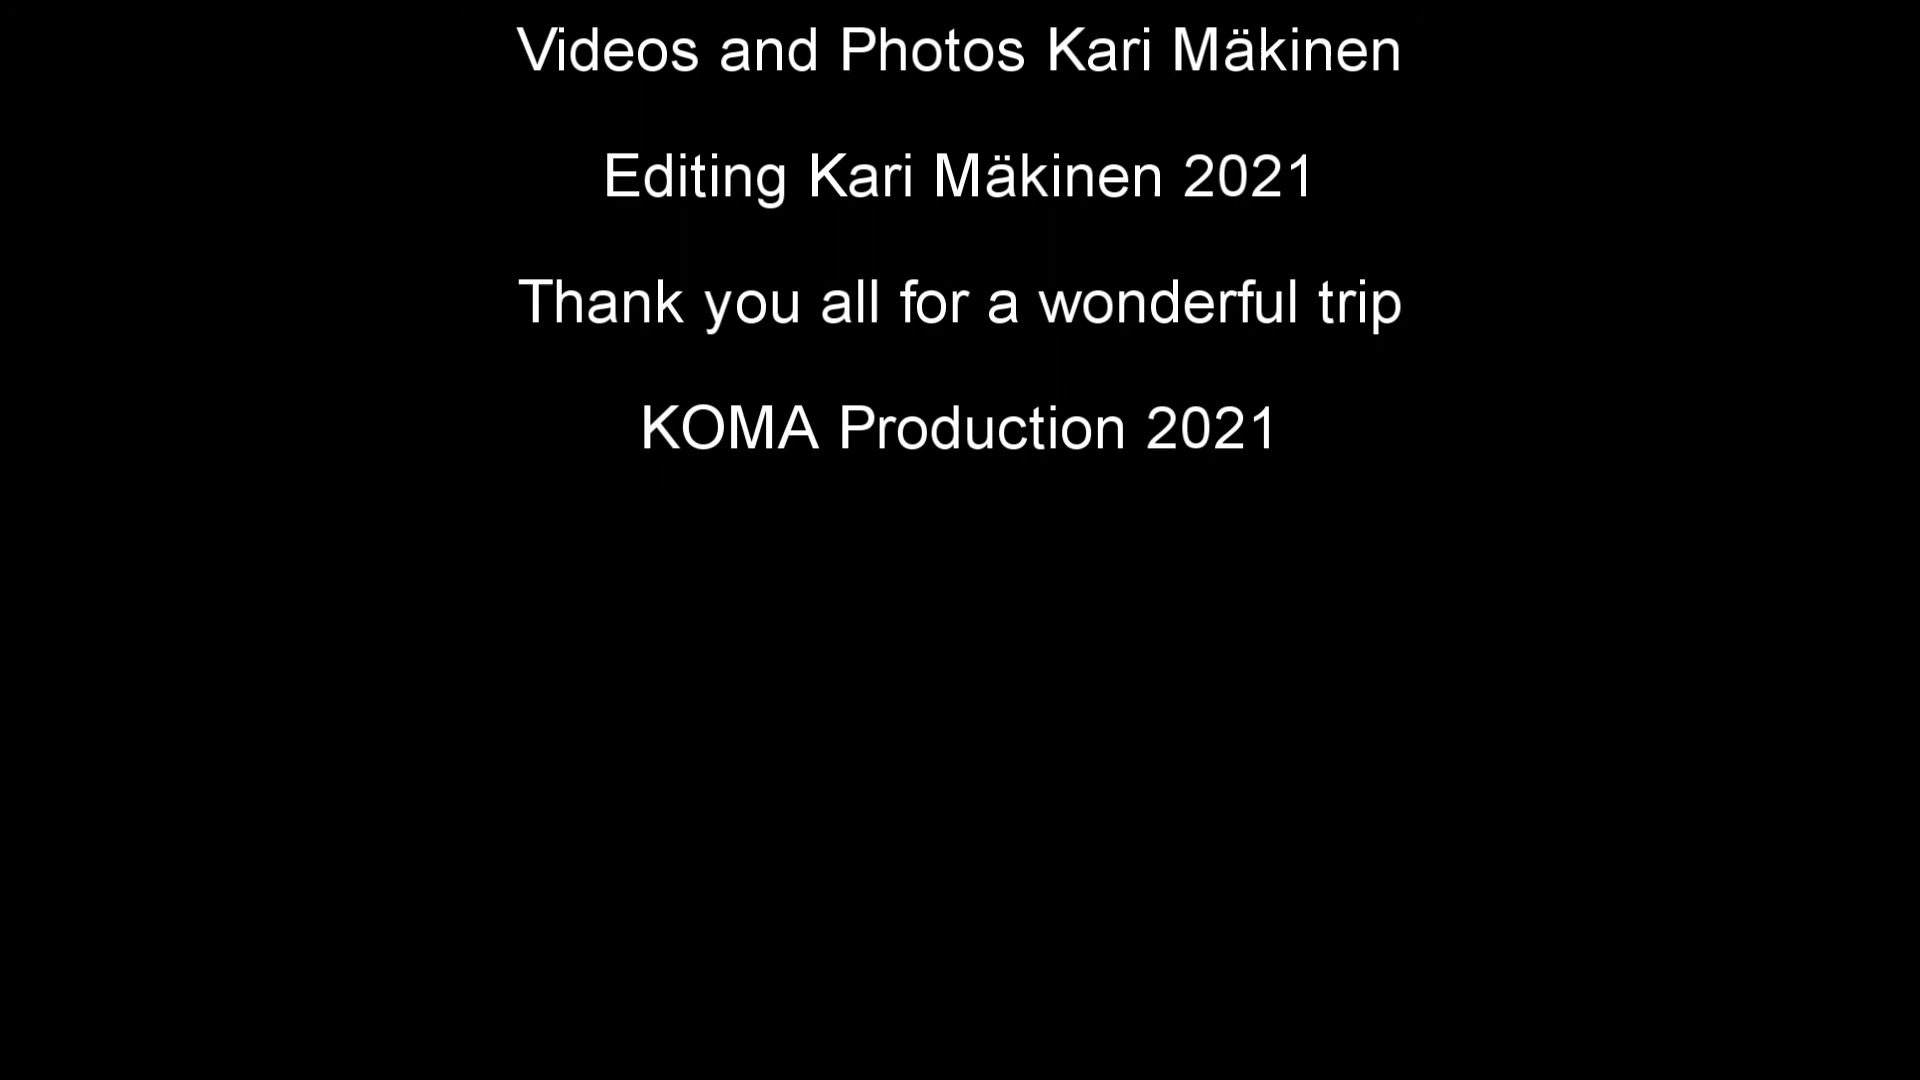 Videos and Photos Kari Mäkinen
Editing Kari Mäkinen 2021
Thank you all for a wonderful trip
KOMA Production 2021